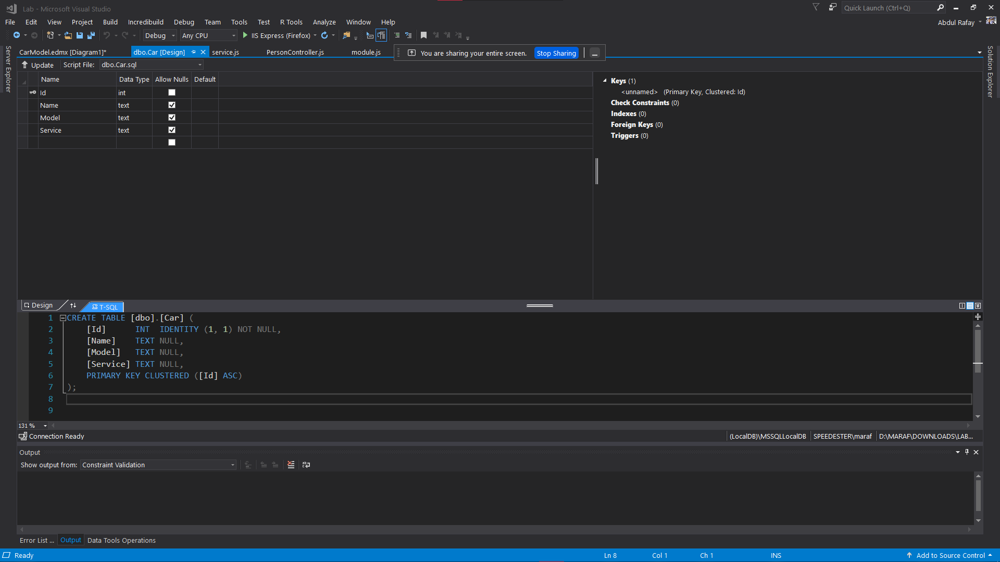 Lab - Microsoft Visual Studio
Quick Launch (Ctrl+Q)
File Edit View Project Build Incredibuild Debug Team Tools Test R Tools Analyze Window Help
Abdul Rafay
Debug Any CPU IIS Express (Firefox)
CarModel.edmx [Diagram1]* dbo.Car [Design] service.js PersonController.js module.js
You are sharing your entire screen. Stop Sharing
Server Explorer
Solution Explorer
Update Script File: dbo.Car.sql
Name Data Type Allow Nulls Default
Id int
Name text
Model text
Service text
Keys (1)
<unnamed> (Primary Key, Clustered: Id)
Check Constraints (0)
Indexes (0)
Foreign Keys (0)
Triggers (0)
Design T-SQL
1 CREATE TABLE [dbo].[Car] (
2 [Id] INT IDENTITY (1, 1) NOT NULL,
3 [Name] TEXT NULL,
4 [Model] TEXT NULL,
5 [Service] TEXT NULL,
6 PRIMARY KEY CLUSTERED ([Id] ASC)
7 );
8
9
131 %
Connection Ready (LocalDB)\MSSQLLocalDB SPEEDESTER\maraf D:\MARAF\DOWNLOADS\LAB...
Output
Show output from: Constraint Validation
Error List ... Output Data Tools Operations
Ready Ln 8 Col 1 Ch 1 INS Add to Source Control